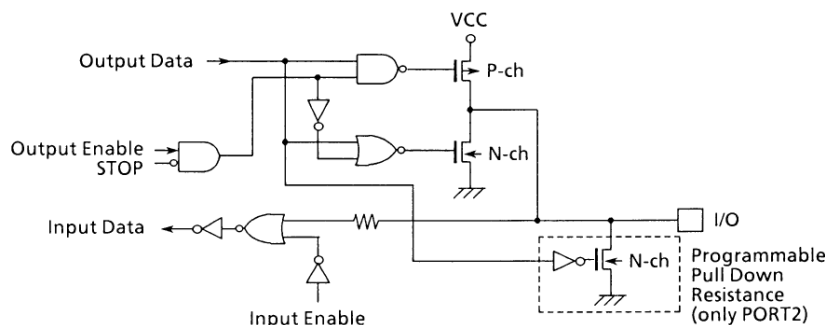 VCC
Output Data
P-ch
Output Enable
STOP
N-ch
Input Data
I/O
N-ch
Programmable
Pull Down
Resistance
(only PORT2)
Input Enable